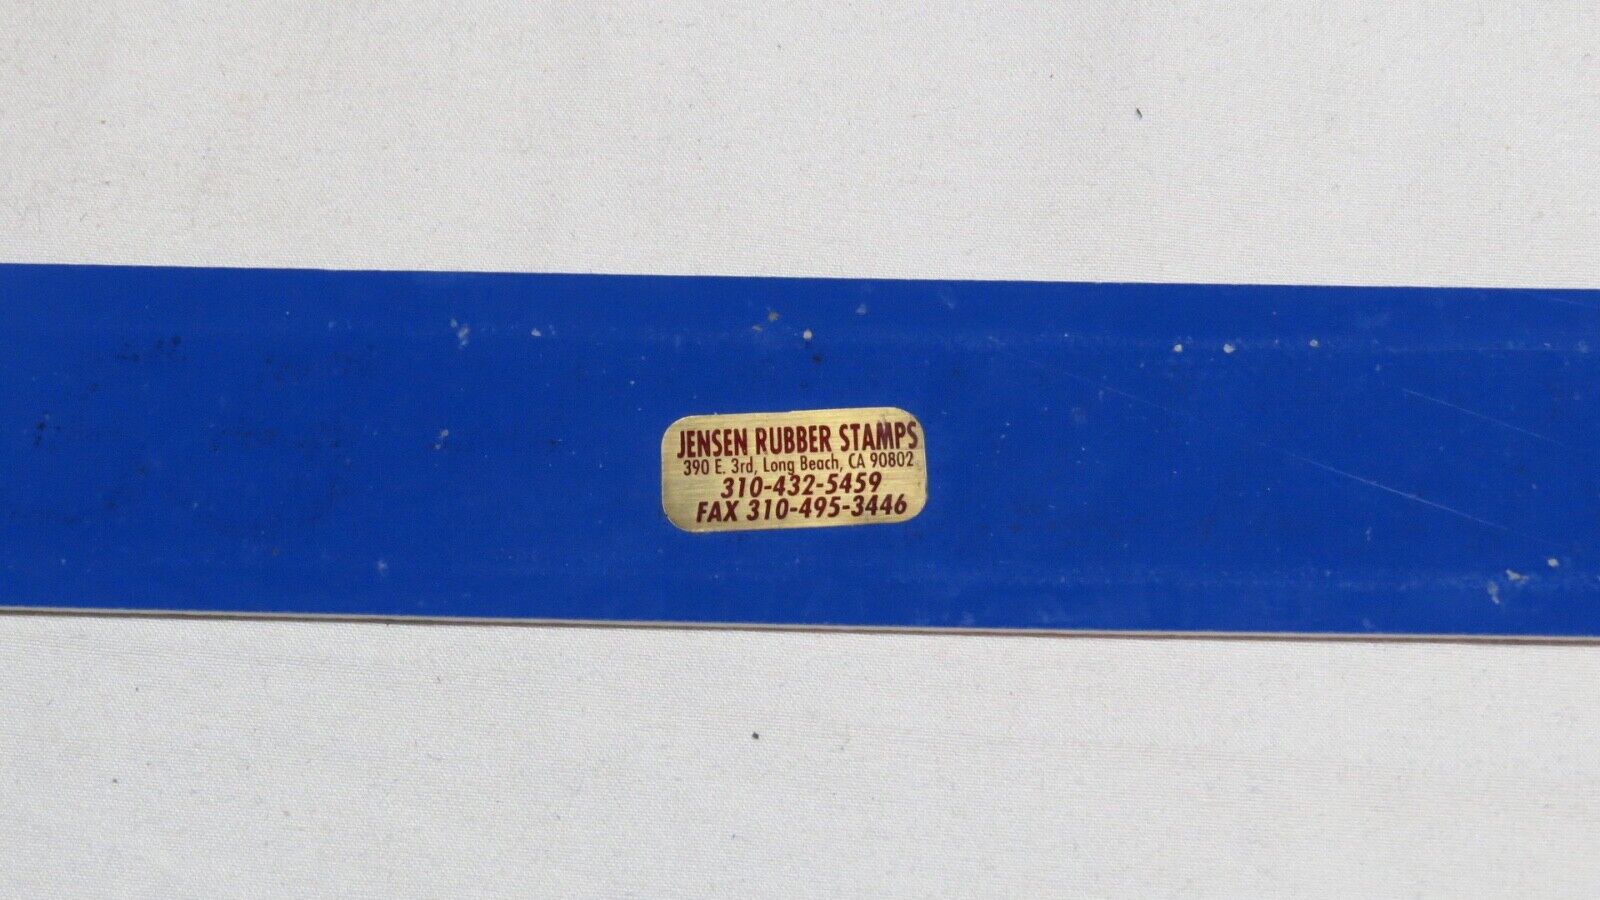 JENSEN RUBBER STAMPS
390 E. 3rd, Long Beach, CA 90802
310-432-5459
FAX 310-495-3446